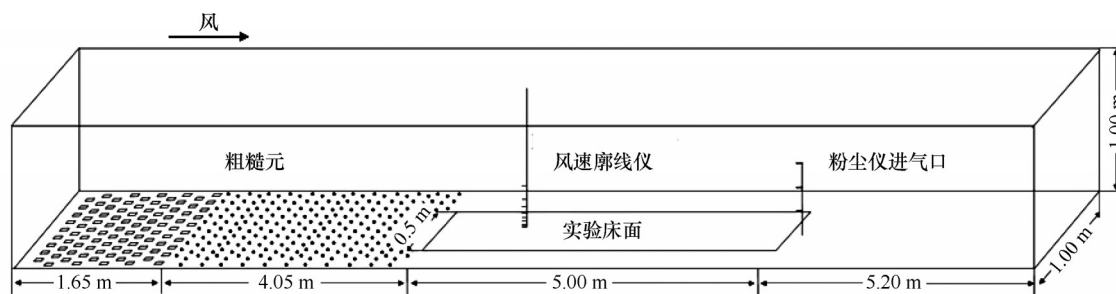 风
粗糙元
风速廓线仪
粉尘仪进气口
1.00 m
0.5 m
实验床面
1.00 m
1.65 m
4.05 m
5.00 m
5.20 m